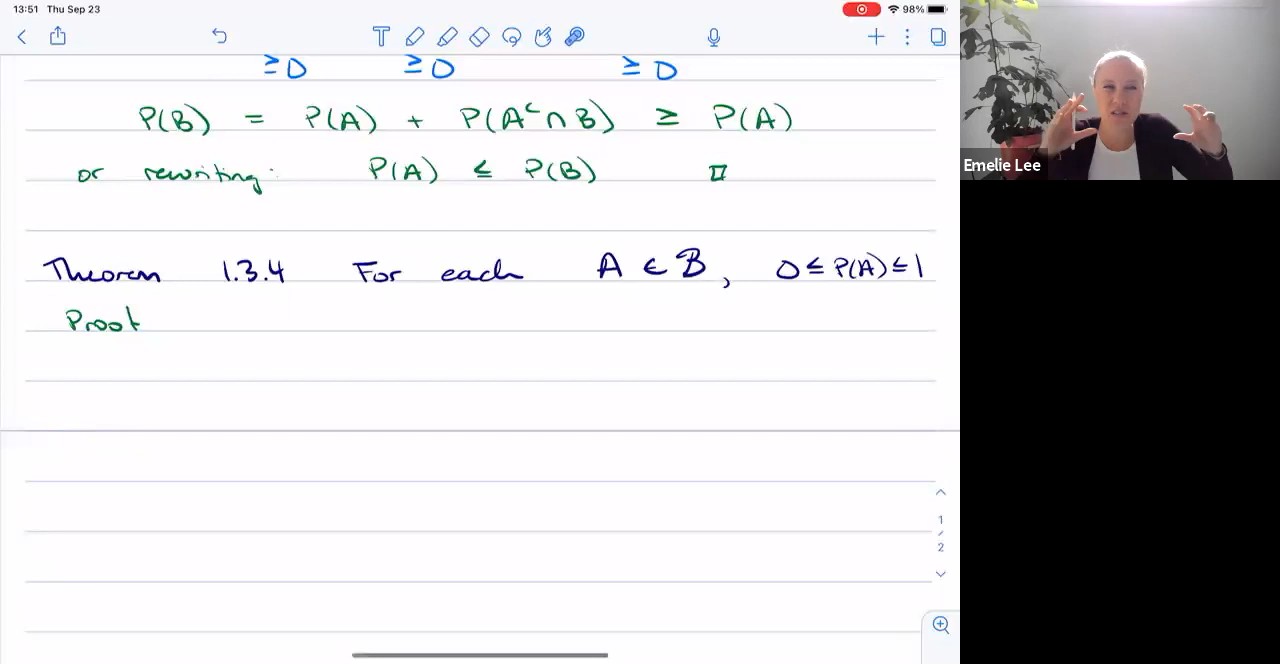 13:51 Thu Sep 23 98%
≥0 ≥0 ≥0
P(B) = P(A) + P(Aᶜ∩B) ≥ P(A)
or rewriting: P(A) ≤ P(B) □
Theorem 1.3.4 For each A ∈ ℬ, 0≤P(A)≤1
Proof
Emelie Lee
1
/
2